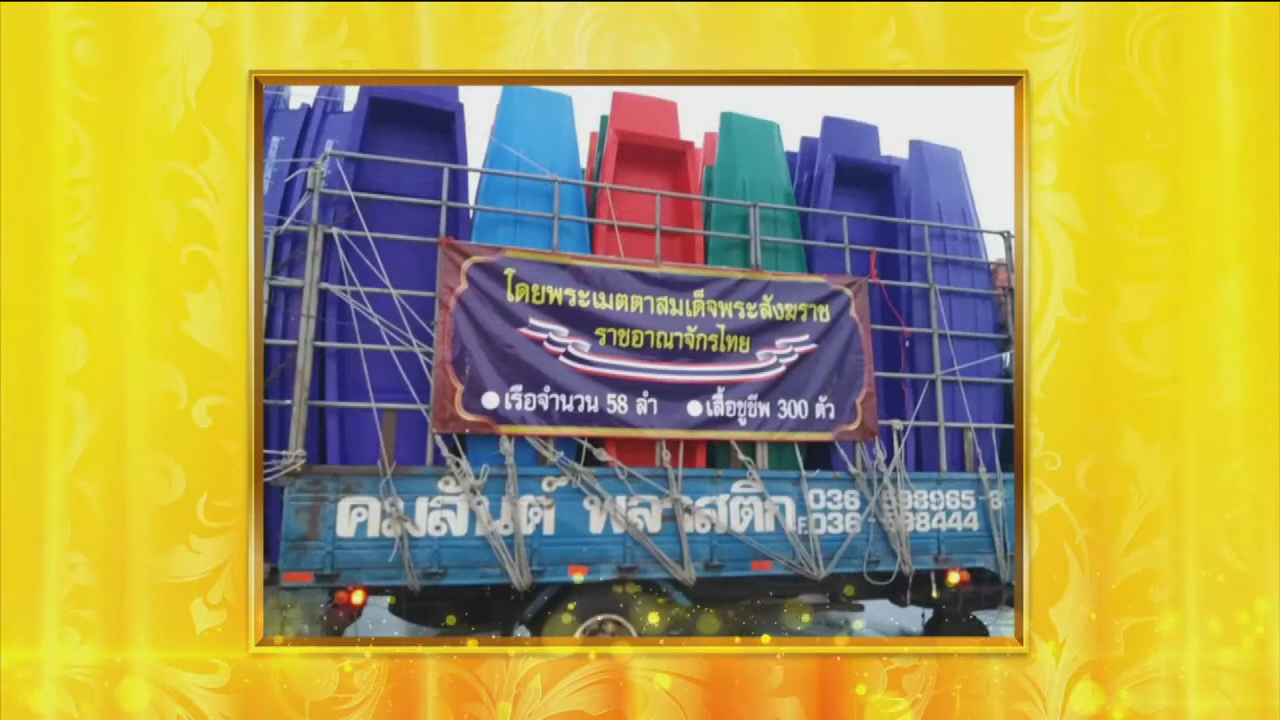 โดยพระเมตตาสมเด็จพระสังฆราช
ราชอาณาจักรไทย
● เรือจำนวน 58 ลำ ● เสื้อชูชีพ 300 ตัว
คมสันต์ พลาสติก
036
F.036